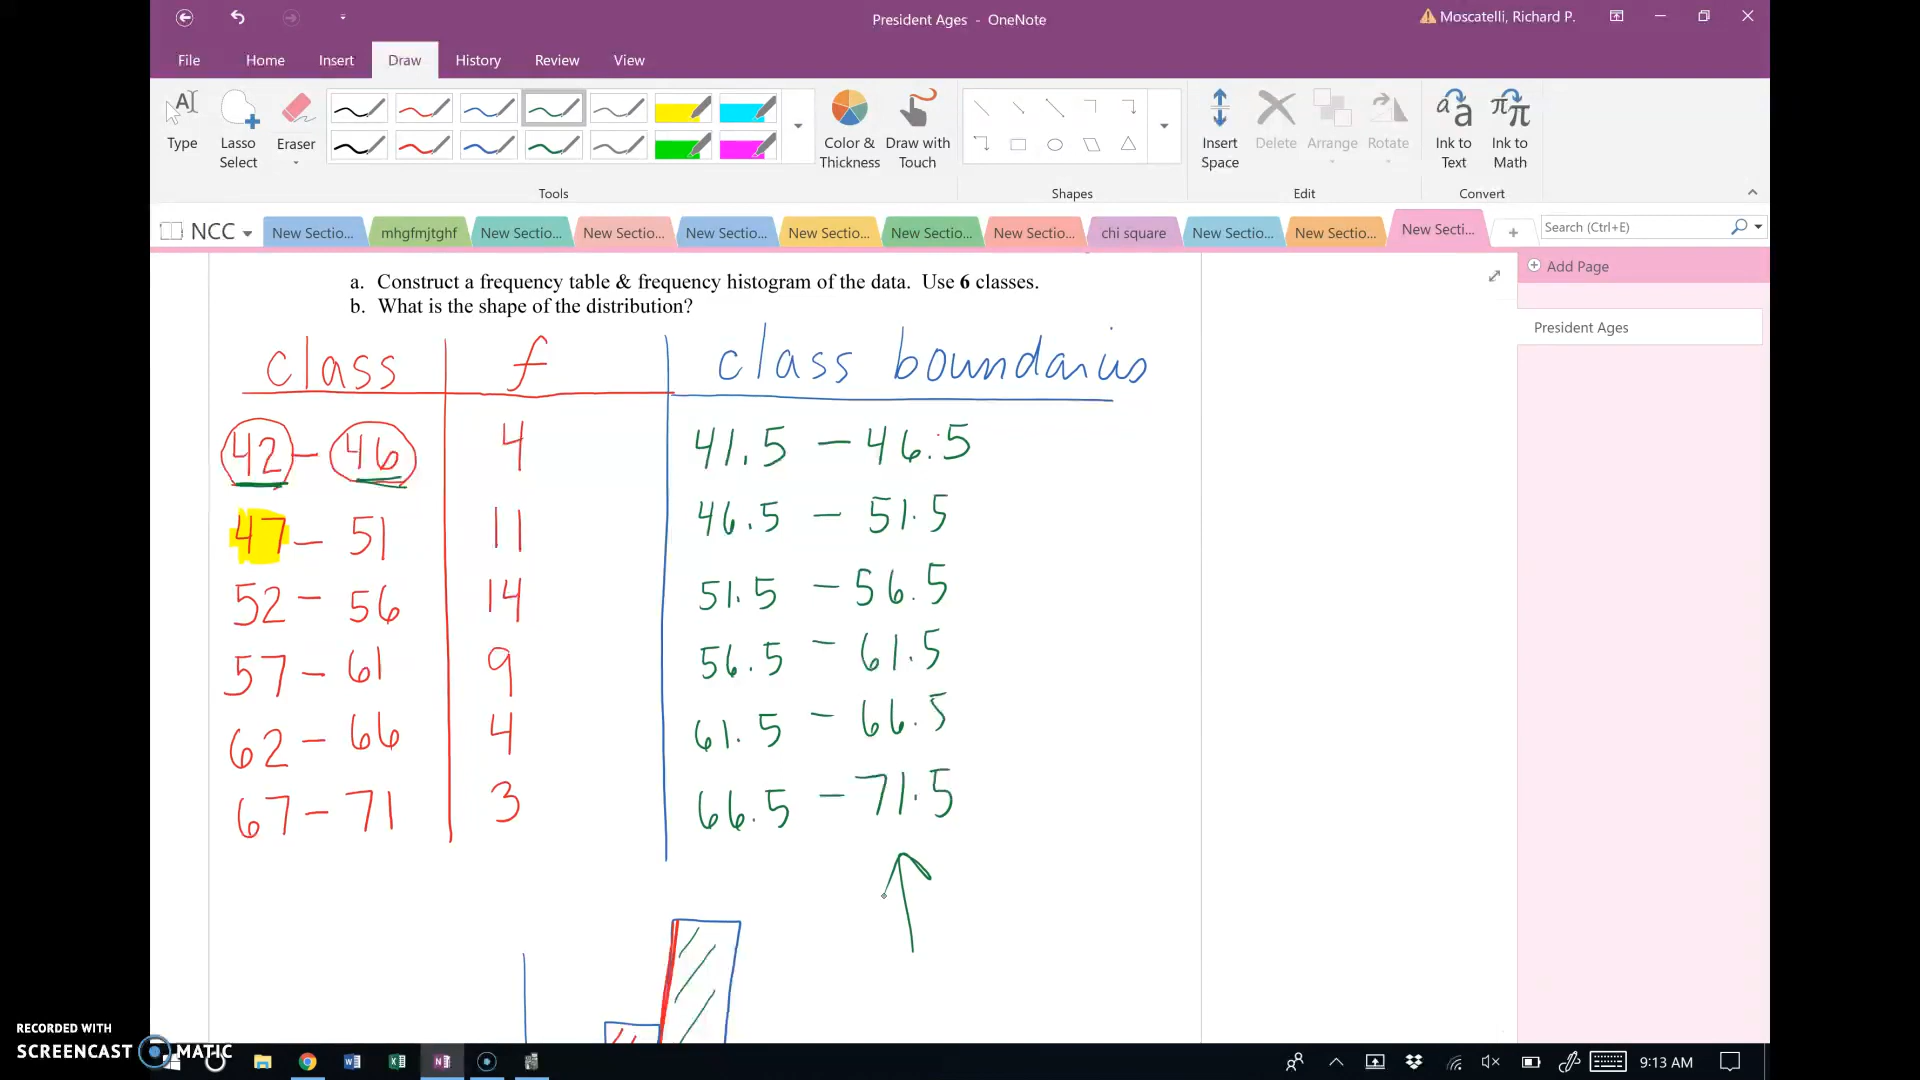 President Ages - OneNote
Moscatelli, Richard P.
File Home Insert Draw History Review View
Type
Lasso Select
Eraser
Color & Thickness
Draw with Touch
Insert Space
Delete
Arrange
Rotate
Ink to Text
Ink to Math
Tools Shapes Edit Convert
NCC New Sectio... mhgfmjtghf New Sectio... New Sectio... New Sectio... New Sectio... New Sectio... New Sectio... chi square New Sectio... New Sectio... New Secti... Search (Ctrl+E)
Add Page
President Ages
a. Construct a frequency table & frequency histogram of the data. Use 6 classes.
b. What is the shape of the distribution?
class f class boundaries
42 - 46 4 41.5 - 46.5
47 - 51 11 46.5 - 51.5
52 - 56 14 51.5 - 56.5
57 - 61 9 56.5 - 61.5
62 - 66 4 61.5 - 66.5
67 - 71 3 66.5 - 71.5
RECORDED WITH
SCREENCAST MATIC
9:13 AM